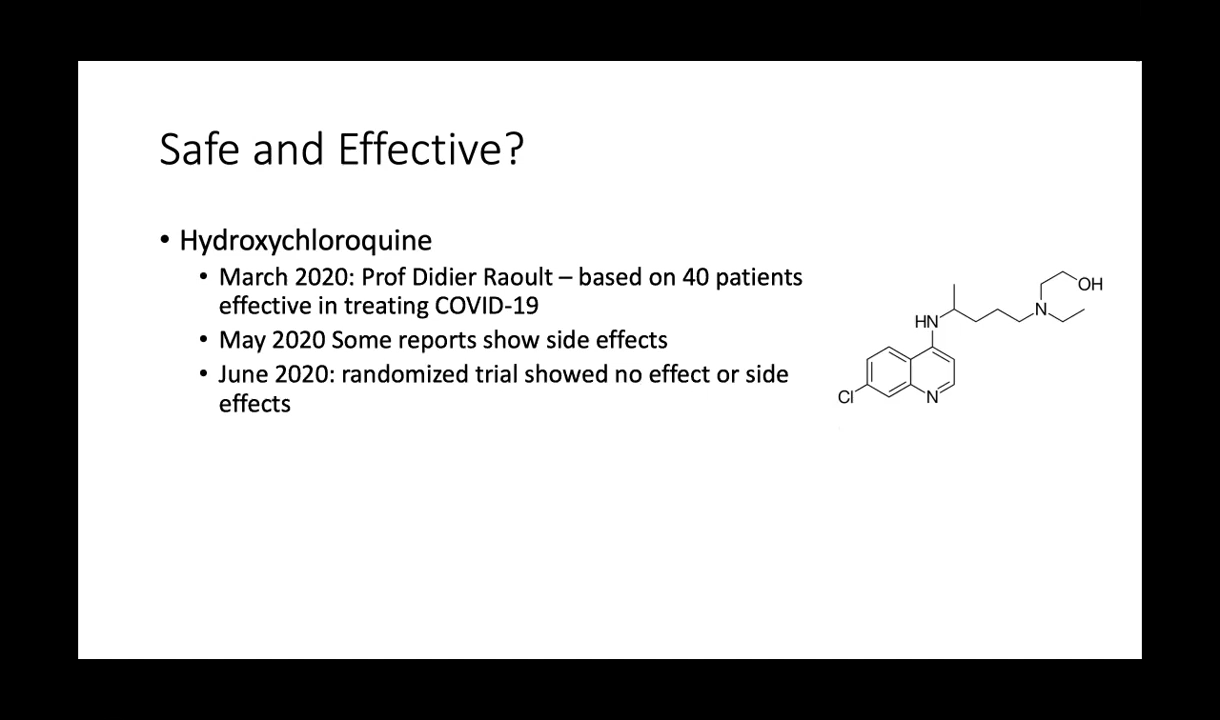 Safe and Effective?
• Hydroxychloroquine
• March 2020: Prof Didier Raoult – based on 40 patients
effective in treating COVID-19
• May 2020 Some reports show side effects
• June 2020: randomized trial showed no effect or side
effects
OH
N
HN
Cl
N